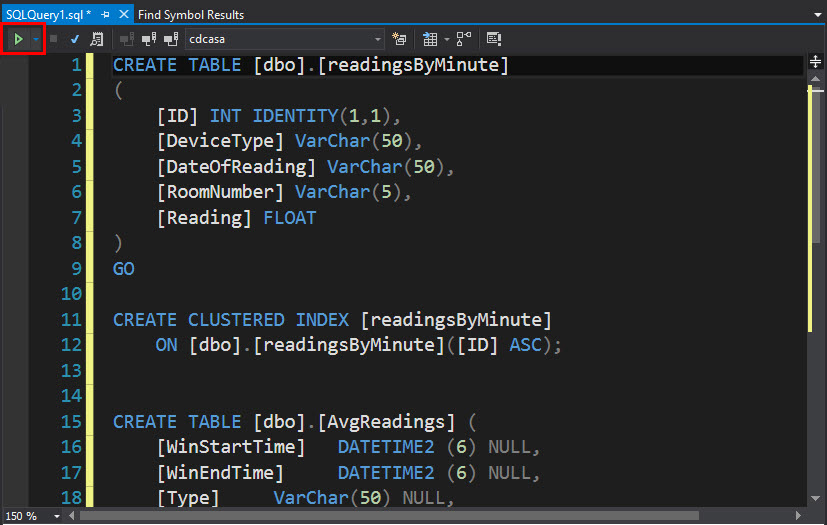 SQLQuery1.sql * Find Symbol Results
cdcasa
1 CREATE TABLE [dbo].[readingsByMinute]
2 (
3 [ID] INT IDENTITY(1,1),
4 [DeviceType] VarChar(50),
5 [DateOfReading] VarChar(50),
6 [RoomNumber] VarChar(5),
7 [Reading] FLOAT
8 )
9 GO
10
11 CREATE CLUSTERED INDEX [readingsByMinute]
12 ON [dbo].[readingsByMinute]([ID] ASC);
13
14
15 CREATE TABLE [dbo].[AvgReadings] (
16 [WinStartTime] DATETIME2 (6) NULL,
17 [WinEndTime] DATETIME2 (6) NULL,
18 [Type] VarChar(50) NULL,
150 %